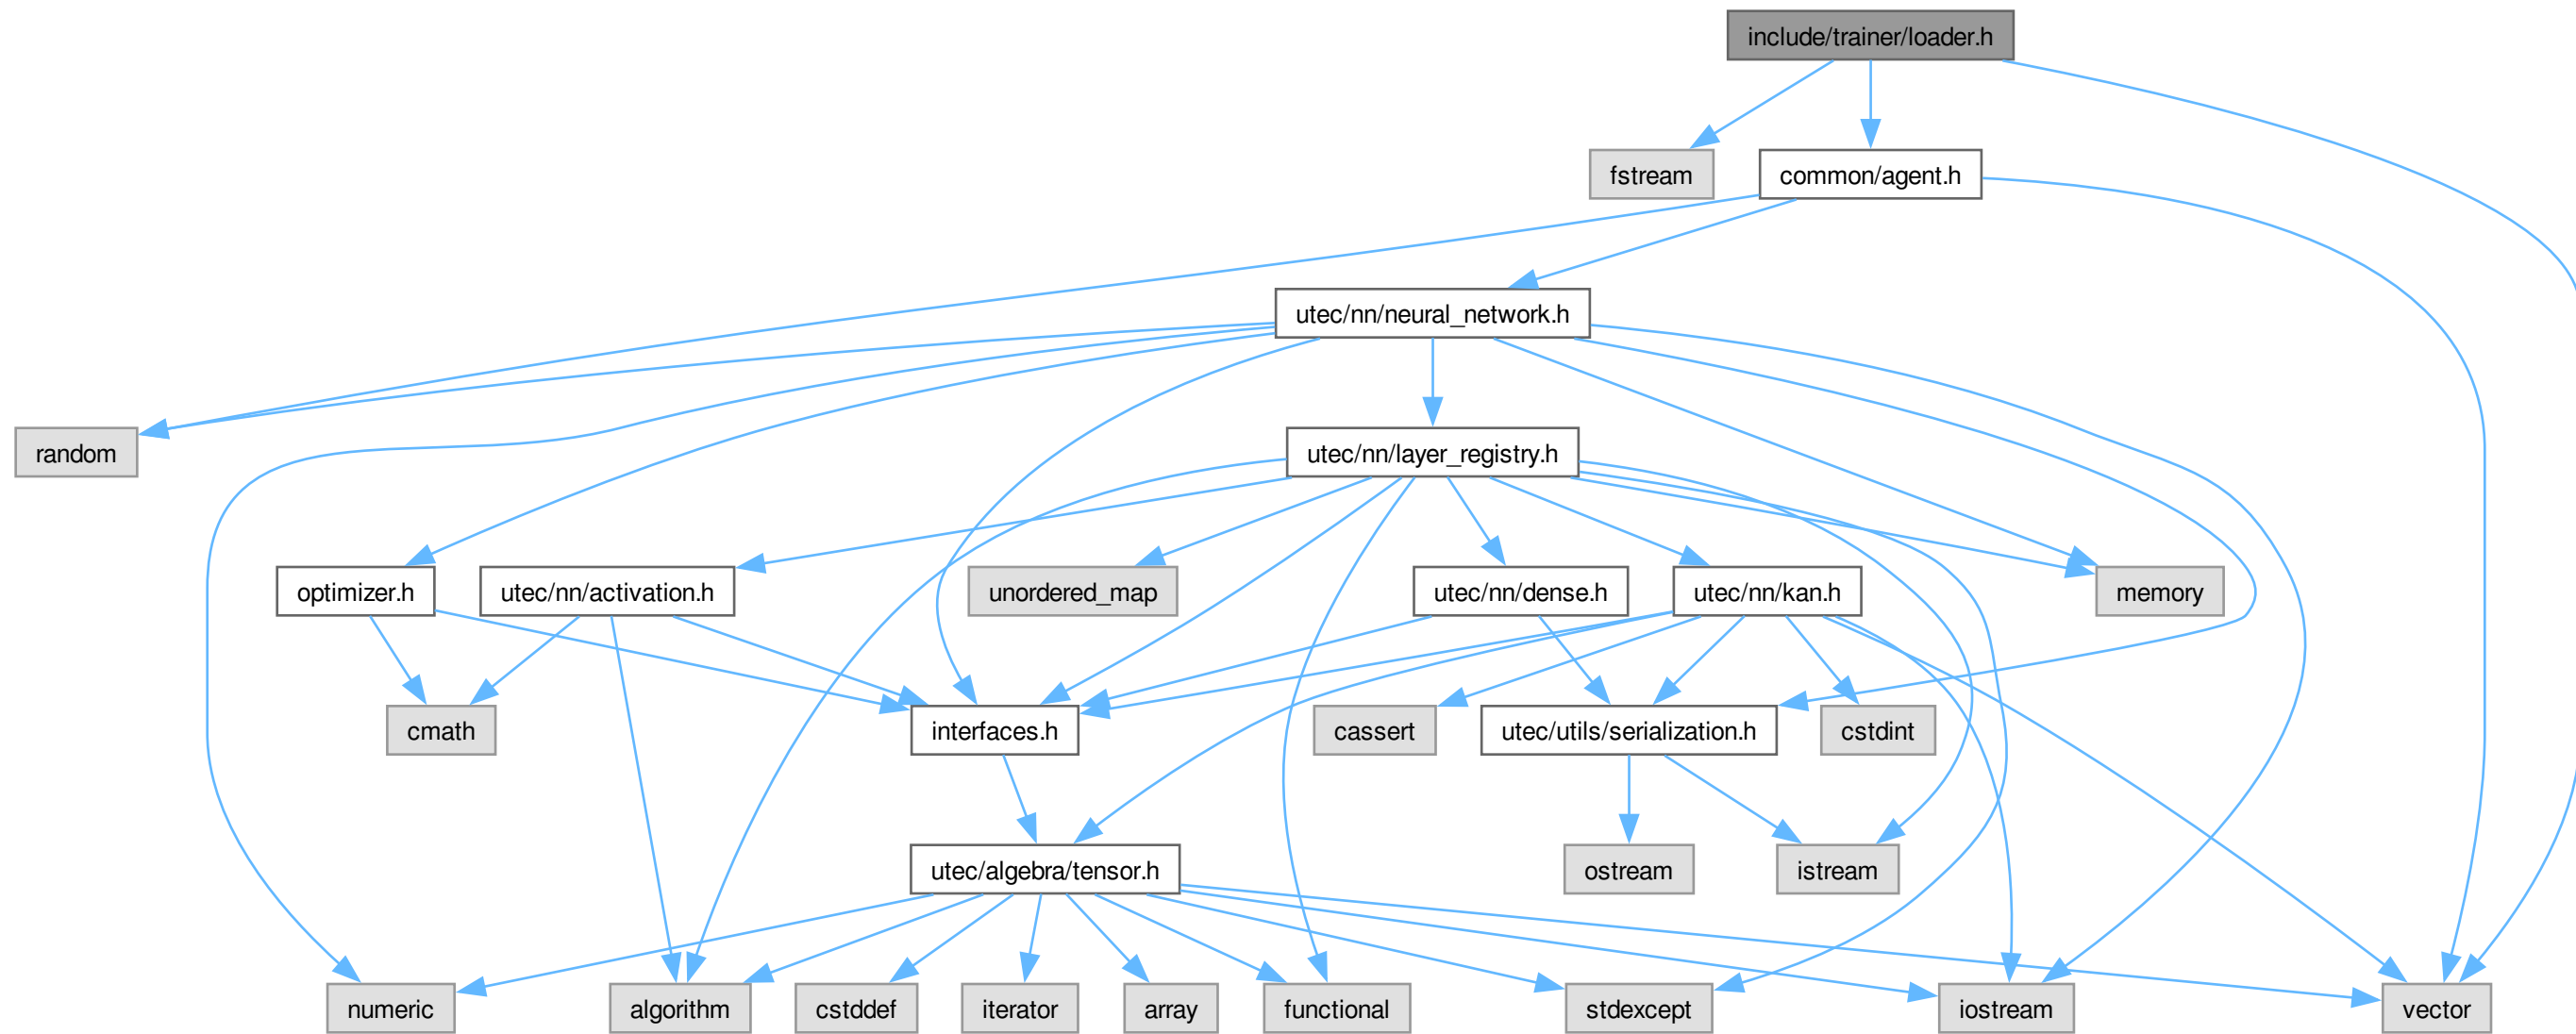 include/trainer/loader.h
fstream
common/agent.h
utec/nn/neural_network.h
random
utec/nn/layer_registry.h
optimizer.h
utec/nn/activation.h
unordered_map
utec/nn/dense.h
utec/nn/kan.h
memory
cmath
interfaces.h
cassert
utec/utils/serialization.h
cstdint
utec/algebra/tensor.h
ostream
istream
numeric
algorithm
cstddef
iterator
array
functional
stdexcept
iostream
vector